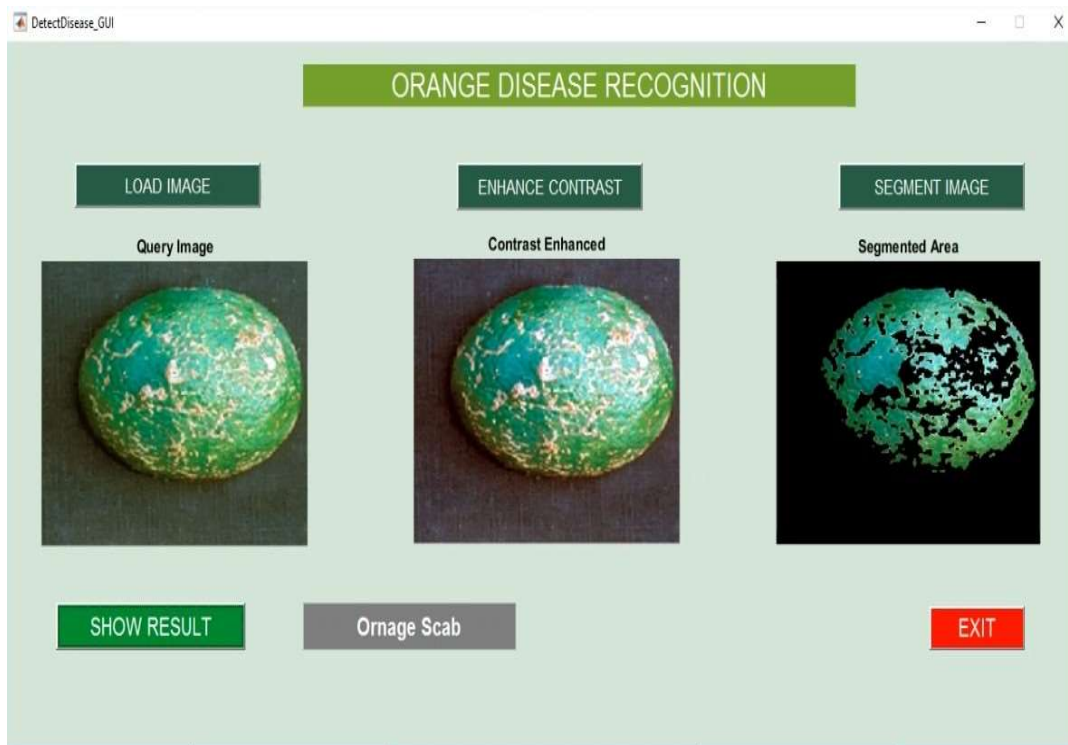 DetectDisease_GUI
ORANGE DISEASE RECOGNITION
LOAD IMAGE
ENHANCE CONTRAST
SEGMENT IMAGE
Query Image
Contrast Enhanced
Segmented Area
SHOW RESULT
Ornage Scab
EXIT